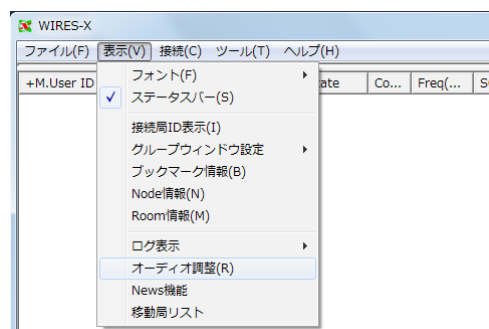 WIRES-X
ファイル(F) 表示(V) 接続(C) ツール(T) ヘルプ(H)
+M.User ID ate Co... Freq(...
フォント(F)
ステータスバー(S)
接続局ID表示(I)
グループウィンドウ設定
ブックマーク情報(B)
Node情報(N)
Room情報(M)
ログ表示
オーディオ調整(R)
News機能
移動局リスト